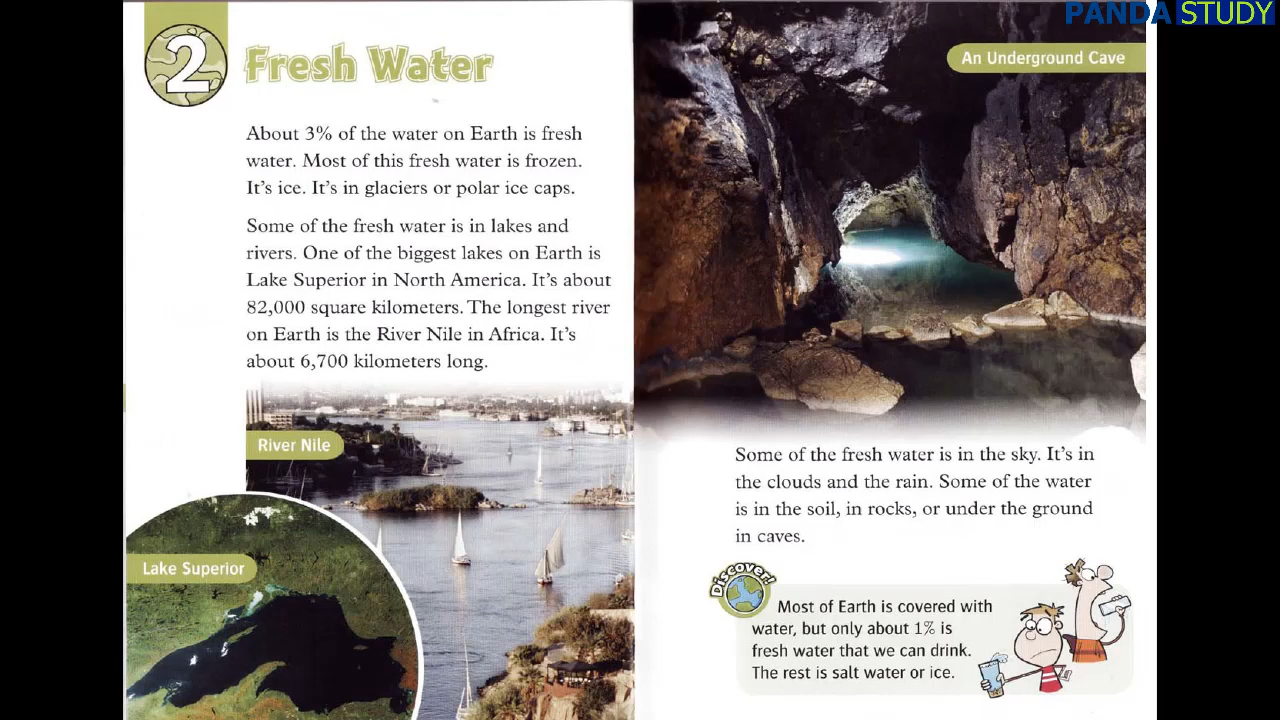 PANDA STUDY
2
Fresh Water
About 3% of the water on Earth is fresh
water. Most of this fresh water is frozen.
It's ice. It's in glaciers or polar ice caps.
Some of the fresh water is in lakes and
rivers. One of the biggest lakes on Earth is
Lake Superior in North America. It's about
82,000 square kilometers. The longest river
on Earth is the River Nile in Africa. It's
about 6,700 kilometers long.
River Nile
Lake Superior
An Underground Cave
Some of the fresh water is in the sky. It's in
the clouds and the rain. Some of the water
is in the soil, in rocks, or under the ground
in caves.
Discover!
Most of Earth is covered with
water, but only about 1% is
fresh water that we can drink.
The rest is salt water or ice.